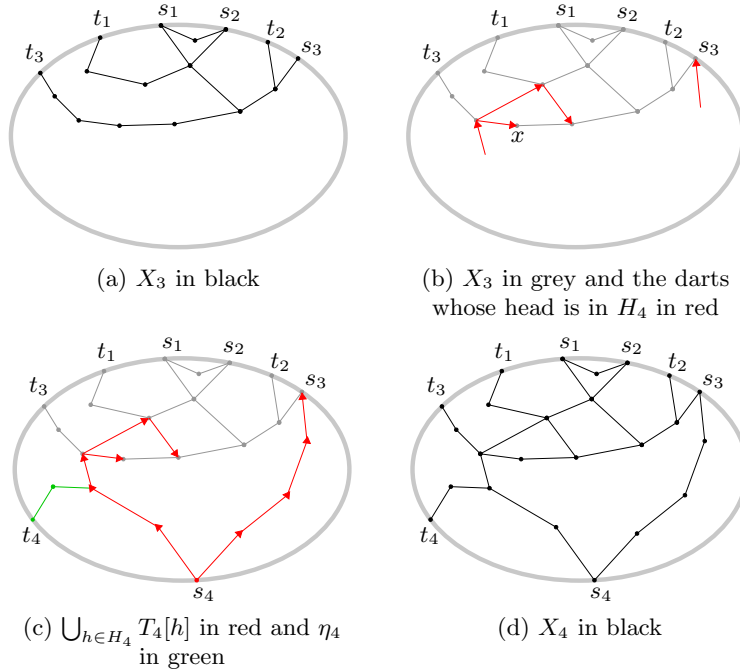 s₁
s₂
t₁
t₂
s₃
t₃
(a) X₃ in black
s₁
s₂
t₁
t₂
s₃
t₃
x
(b) X₃ in grey and the darts
whose head is in H₄ in red
s₁
s₂
t₁
t₂
s₃
t₃
t₄
s₄
(c) ⋃_{h∈H₄} T₄[h] in red and η₄
in green
s₁
s₂
t₁
t₂
s₃
t₃
t₄
s₄
(d) X₄ in black